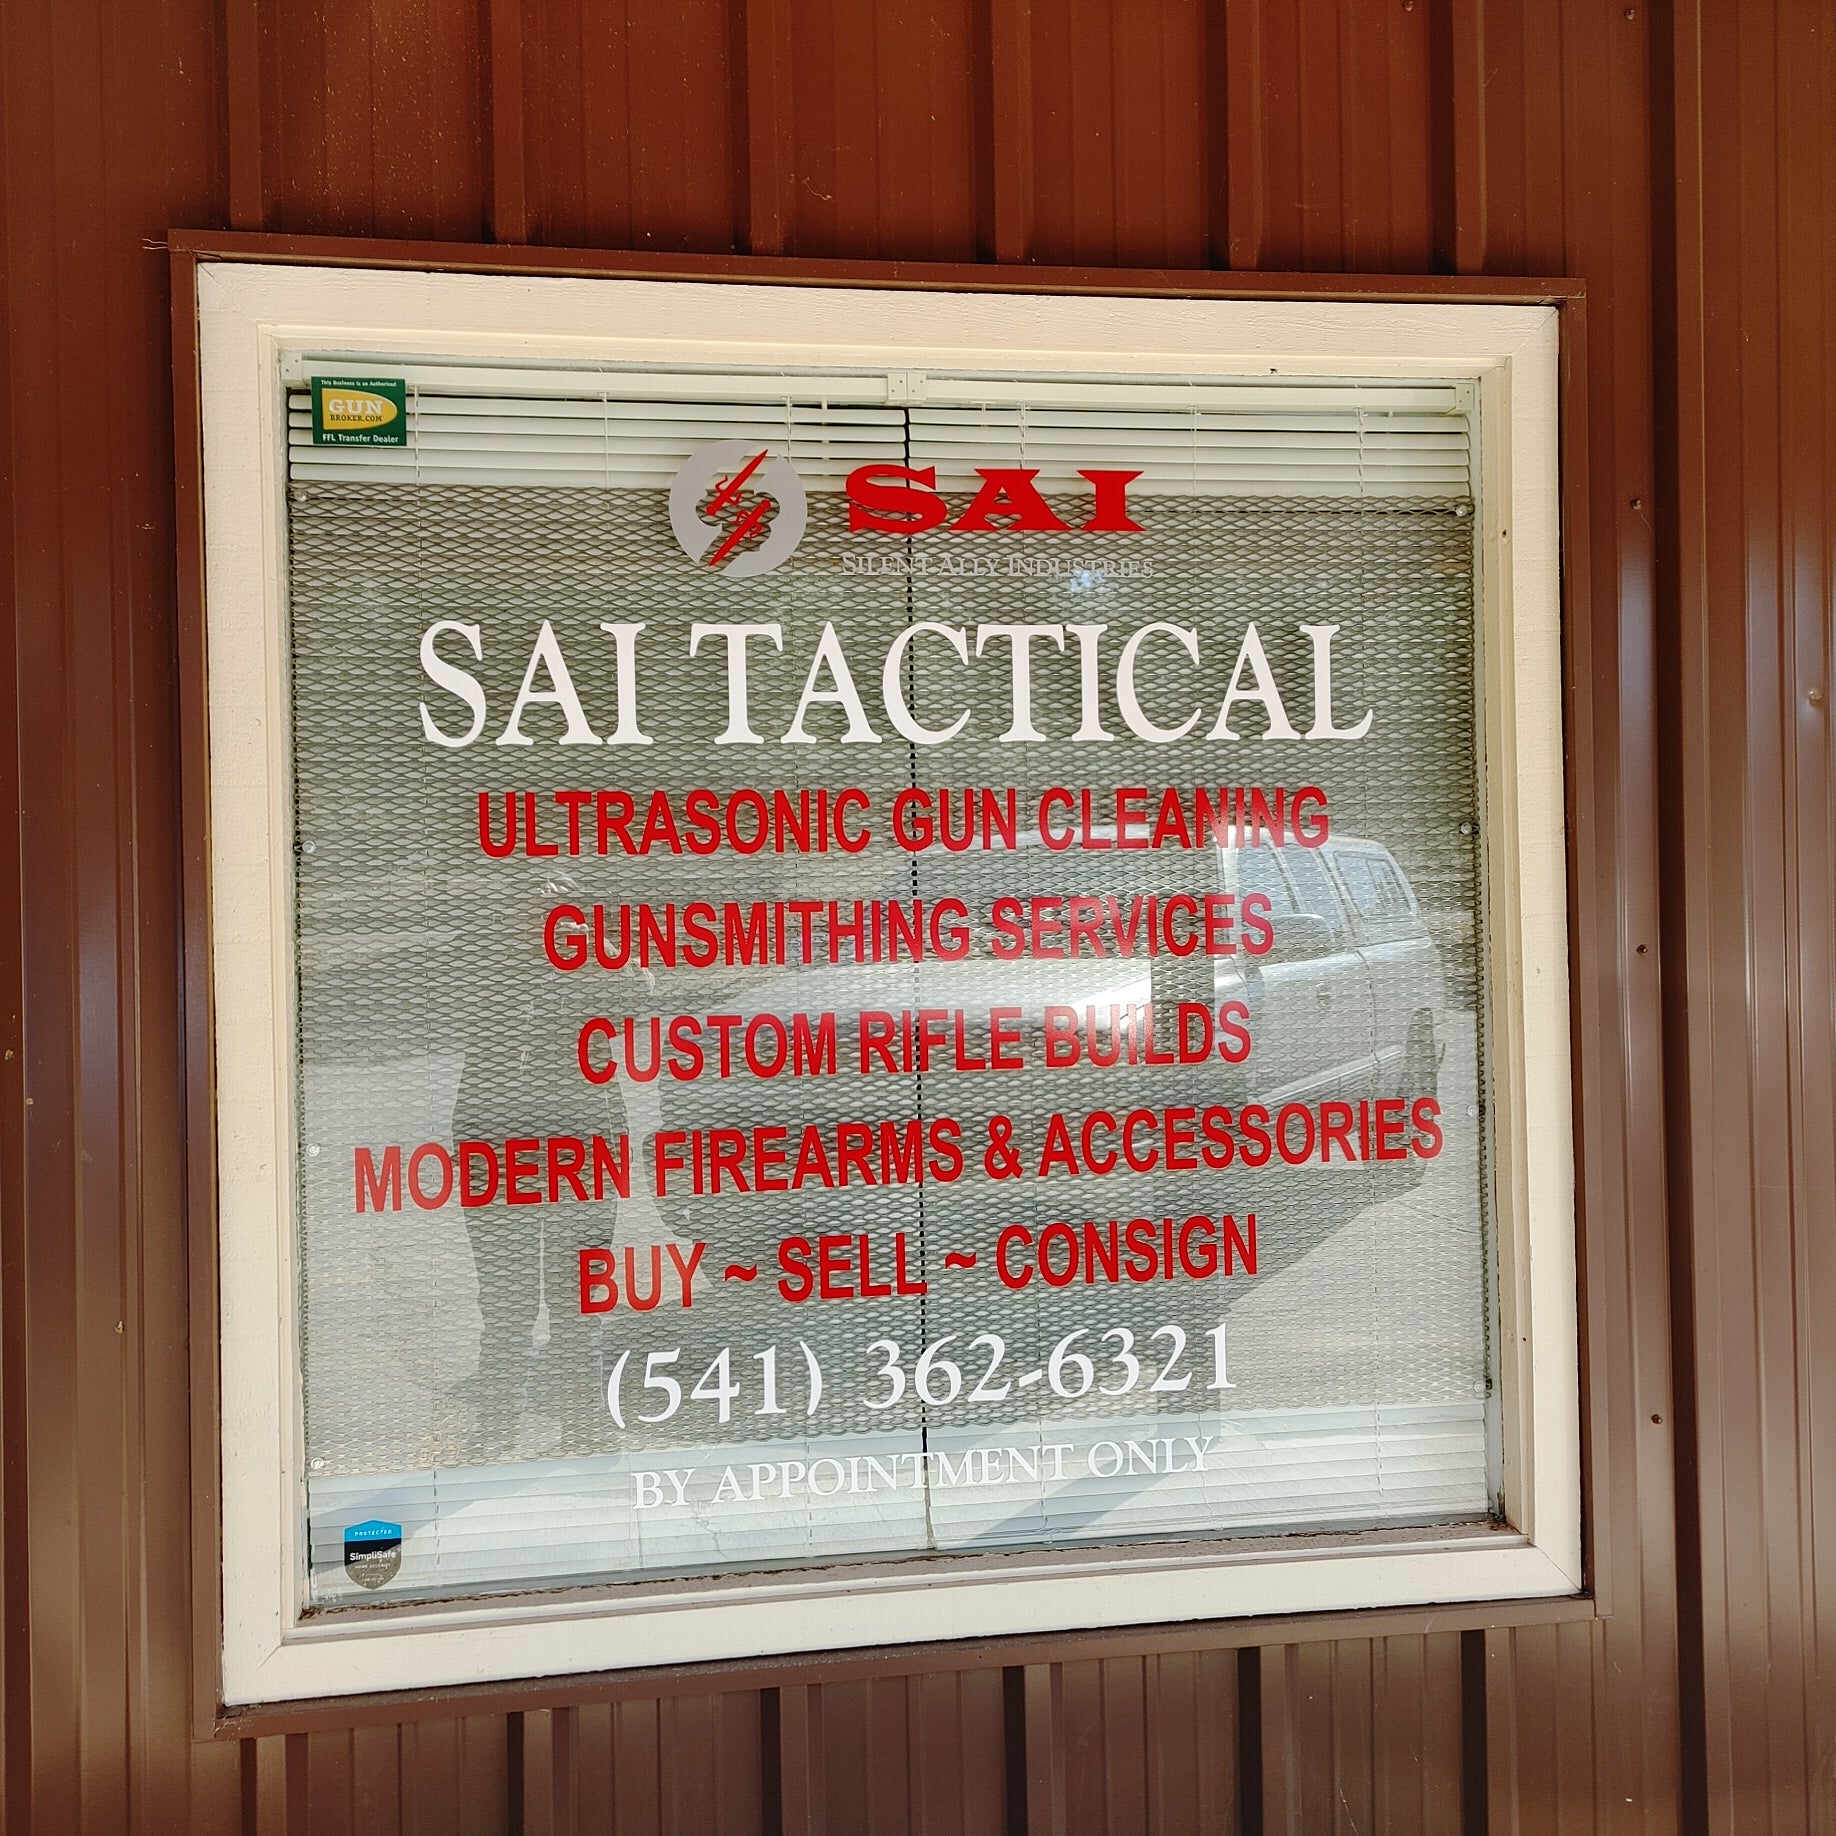 This Business is an Authorized
GUN
BROKER.COM
FFL Transfer Dealer
SAI
SILENT ALLY INDUSTRIES
SAI TACTICAL
ULTRASONIC GUN CLEANING
GUNSMITHING SERVICES
CUSTOM RIFLE BUILDS
MODERN FIREARMS & ACCESSORIES
BUY ~ SELL ~ CONSIGN
(541) 362-6321
BY APPOINTMENT ONLY
PROTECTED
SimpliSafe
HOME SECURITY